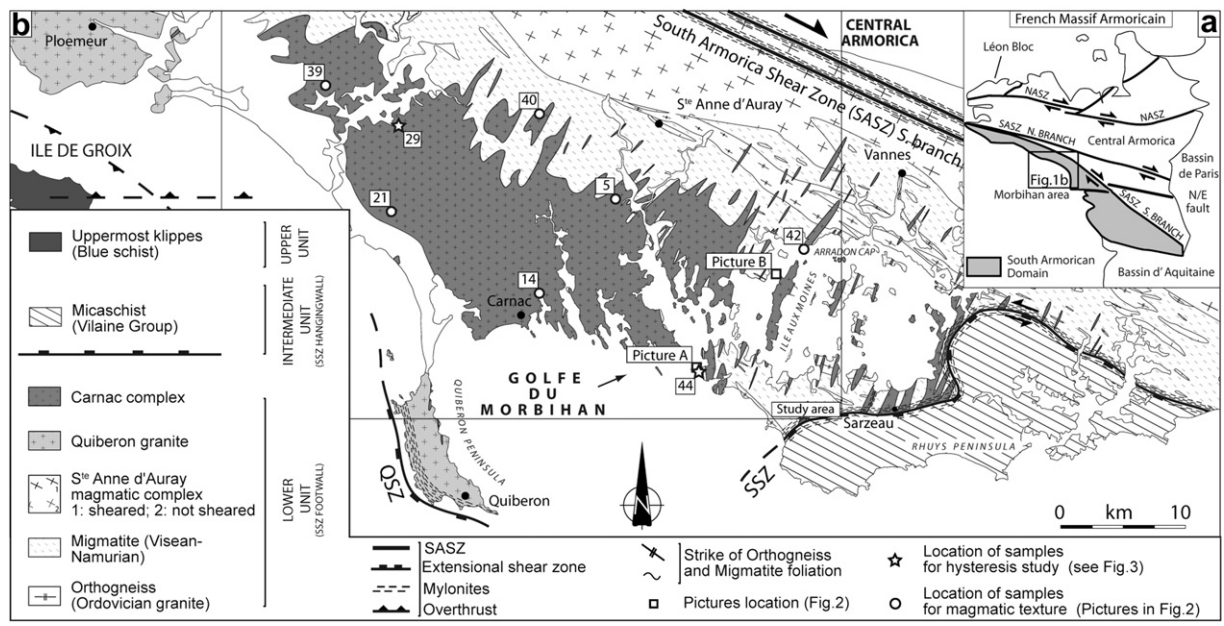 b
Ploemeur
39
40
29
21
5
14
42
44
ILE DE GROIX
CENTRAL
ARMORICA
South Armorica Shear Zone (SASZ) S. branch
Ste Anne d'Auray
Vannes
ARRADON CAP
Picture B
ILE AUX MOINES
Carnac
Picture A
GOLFE
DU
MORBIHAN
Study area
Sarzeau
RHUYS PENINSULA
SSZ
QUIBERON PENINSULA
QSZ
Quiberon
0 km 10
French Massif Armoricain
a
Léon Bloc
NASZ
NASZ
SASZ N. BRANCH
Central Armorica
Bassin
de Paris
Fig.1b
Morbihan area
N/E
fault
SASZ S. BRANCH
South Armorican
Domain
Bassin d'Aquitaine
Uppermost klippes
(Blue schist)
UPPER
UNIT
Micaschist
(Vilaine Group)
INTERMEDIATE
UNIT
(SSZ HANGINGWALL)
Carnac complex
Quiberon granite
Ste Anne d'Auray
magmatic complex
1: sheared; 2: not sheared
Migmatite (Visean-
Namurian)
Orthogneiss
(Ordovician granite)
LOWER
UNIT
(SSZ FOOTWALL)
SASZ
Extensional shear zone
Mylonites
Overthrust
Strike of Orthogneiss
and Migmatite foliation
Pictures location (Fig.2)
Location of samples
for hysteresis study (see Fig.3)
Location of samples
for magmatic texture (Pictures in Fig.2)